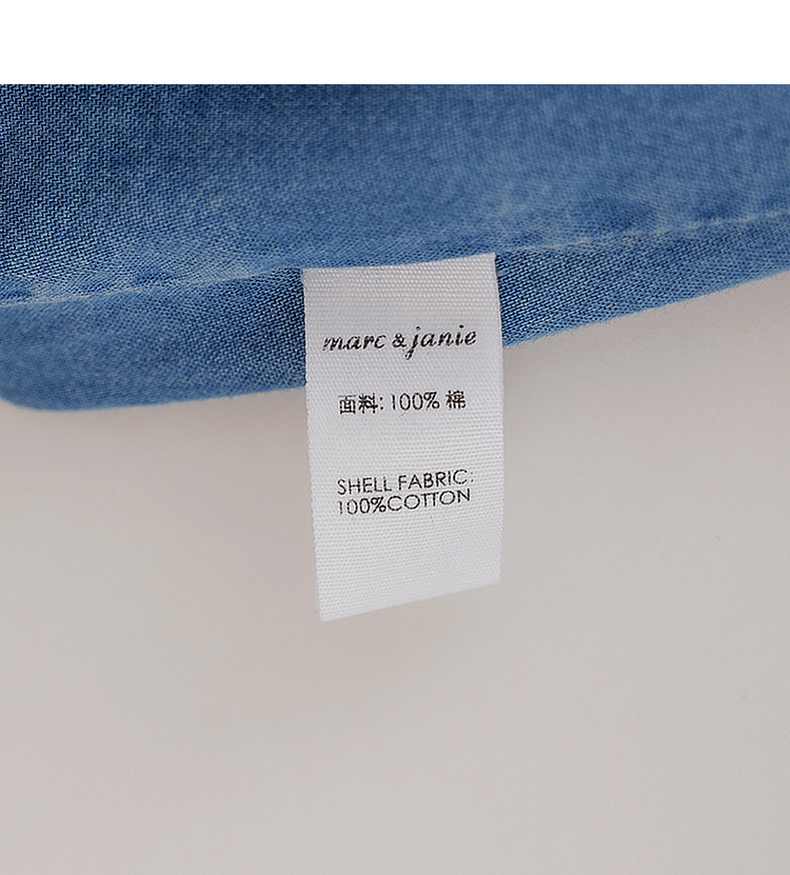 marc & janie
面料: 100% 棉
SHELL FABRIC:
100%COTTON